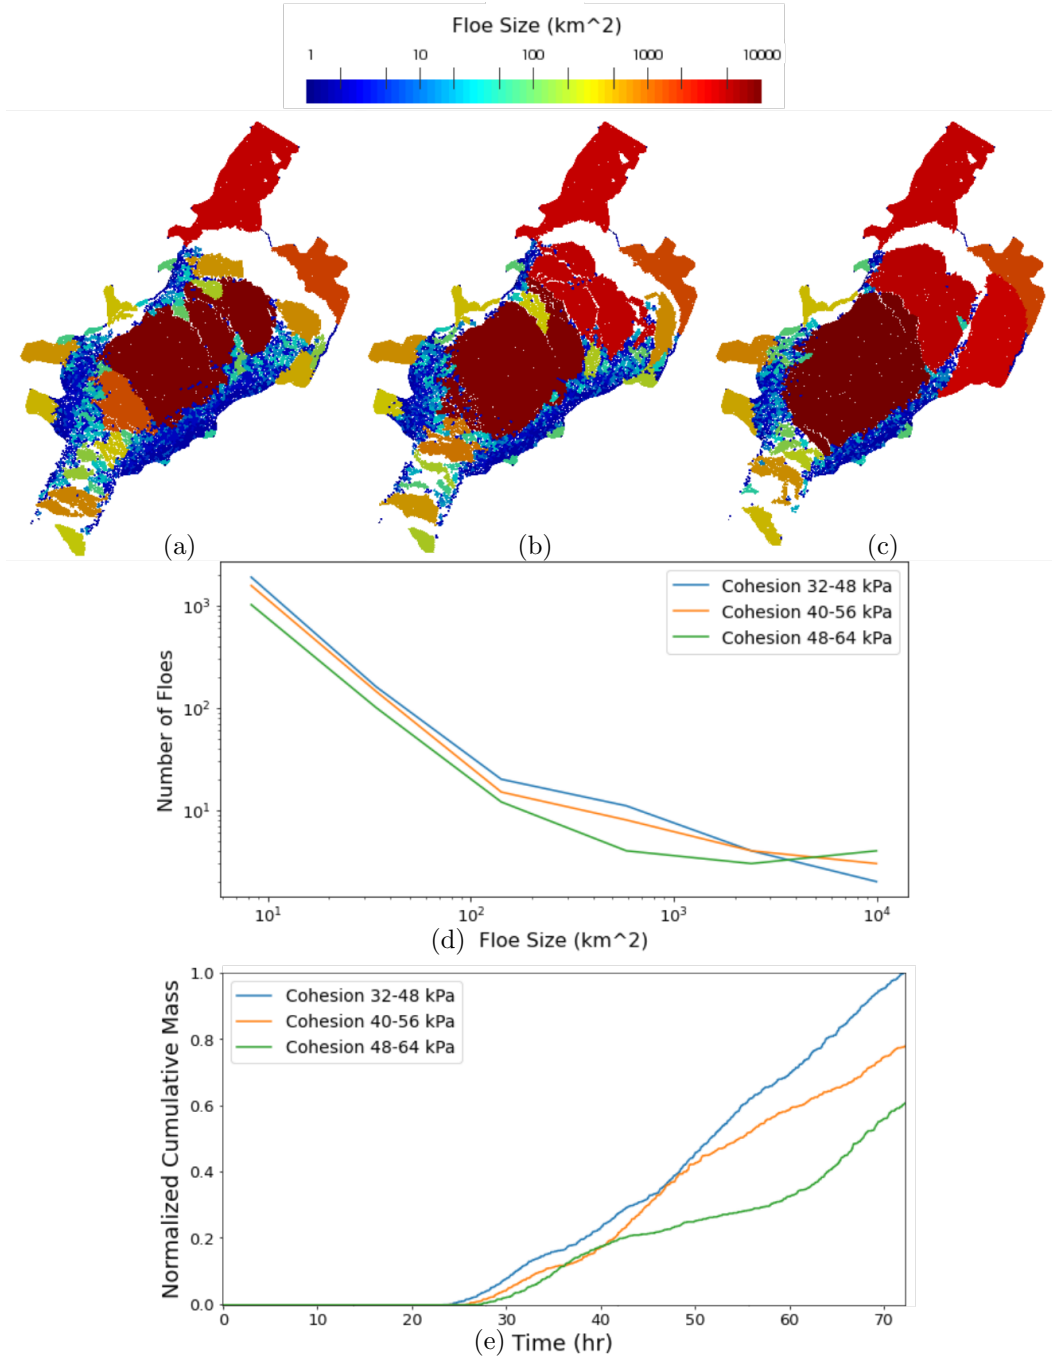 Floe Size (km^2)
1 10 100 1000 10000
(a) (b) (c)
Number of Floes
10^3
10^2
10^1
Cohesion 32-48 kPa
Cohesion 40-56 kPa
Cohesion 48-64 kPa
10^1 10^2 10^3 10^4
(d) Floe Size (km^2)
Normalized Cumulative Mass
1.0
0.8
0.6
0.4
0.2
0.0
Cohesion 32-48 kPa
Cohesion 40-56 kPa
Cohesion 48-64 kPa
0 10 20 30 40 50 60 70
(e) Time (hr)